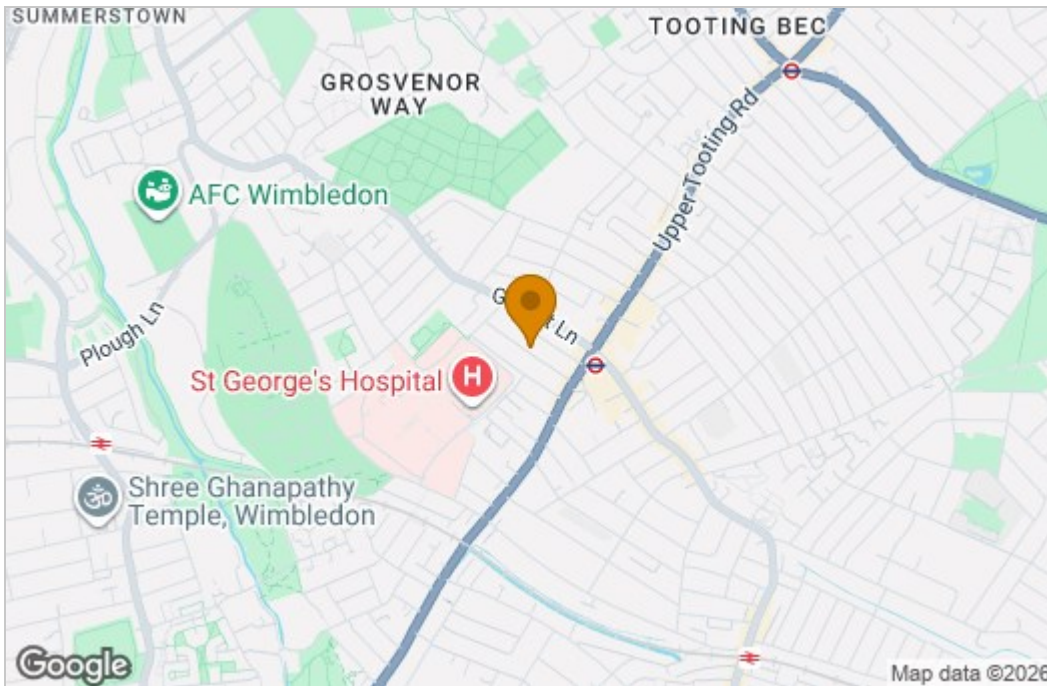 SUMMERSTOWN
TOOTING BEC
GROSVENOR
WAY
Upper Tooting Rd
AFC Wimbledon
Plough Ln
St George's Hospital
H
Shree Ghanapathy
Temple, Wimbledon
Google
Map data ©2026